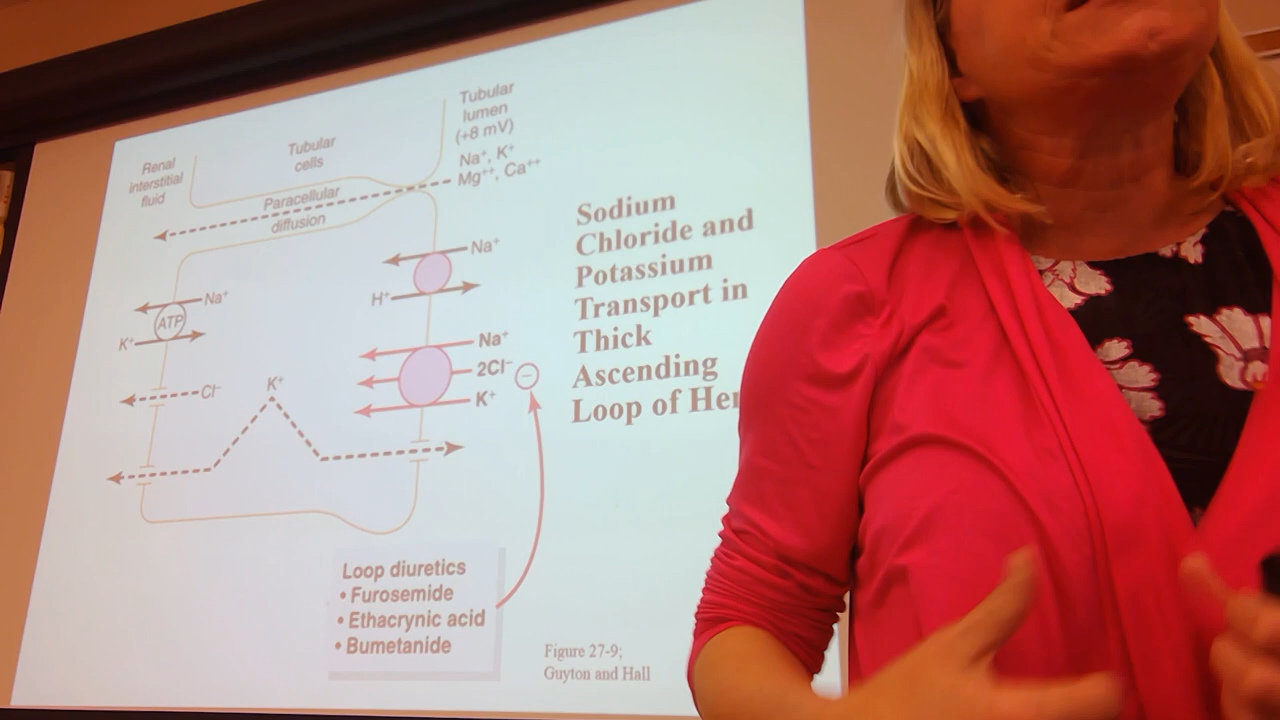 Tubular
lumen
(+8 mV)
Tubular
cells
Renal
interstitial
fluid
Na⁺, K⁺
Mg⁺⁺, Ca⁺⁺
Paracellular
diffusion
Na⁺
H⁺
Na⁺
ATP
K⁺
Na⁺
2Cl⁻
K⁺
Cl⁻
K⁺
−
Sodium
Chloride and
Potassium
Transport in
Thick
Ascending
Loop of
Loop diuretics
• Furosemide
• Ethacrynic acid
• Bumetanide
Figure 27-9;
Guyton and Hall